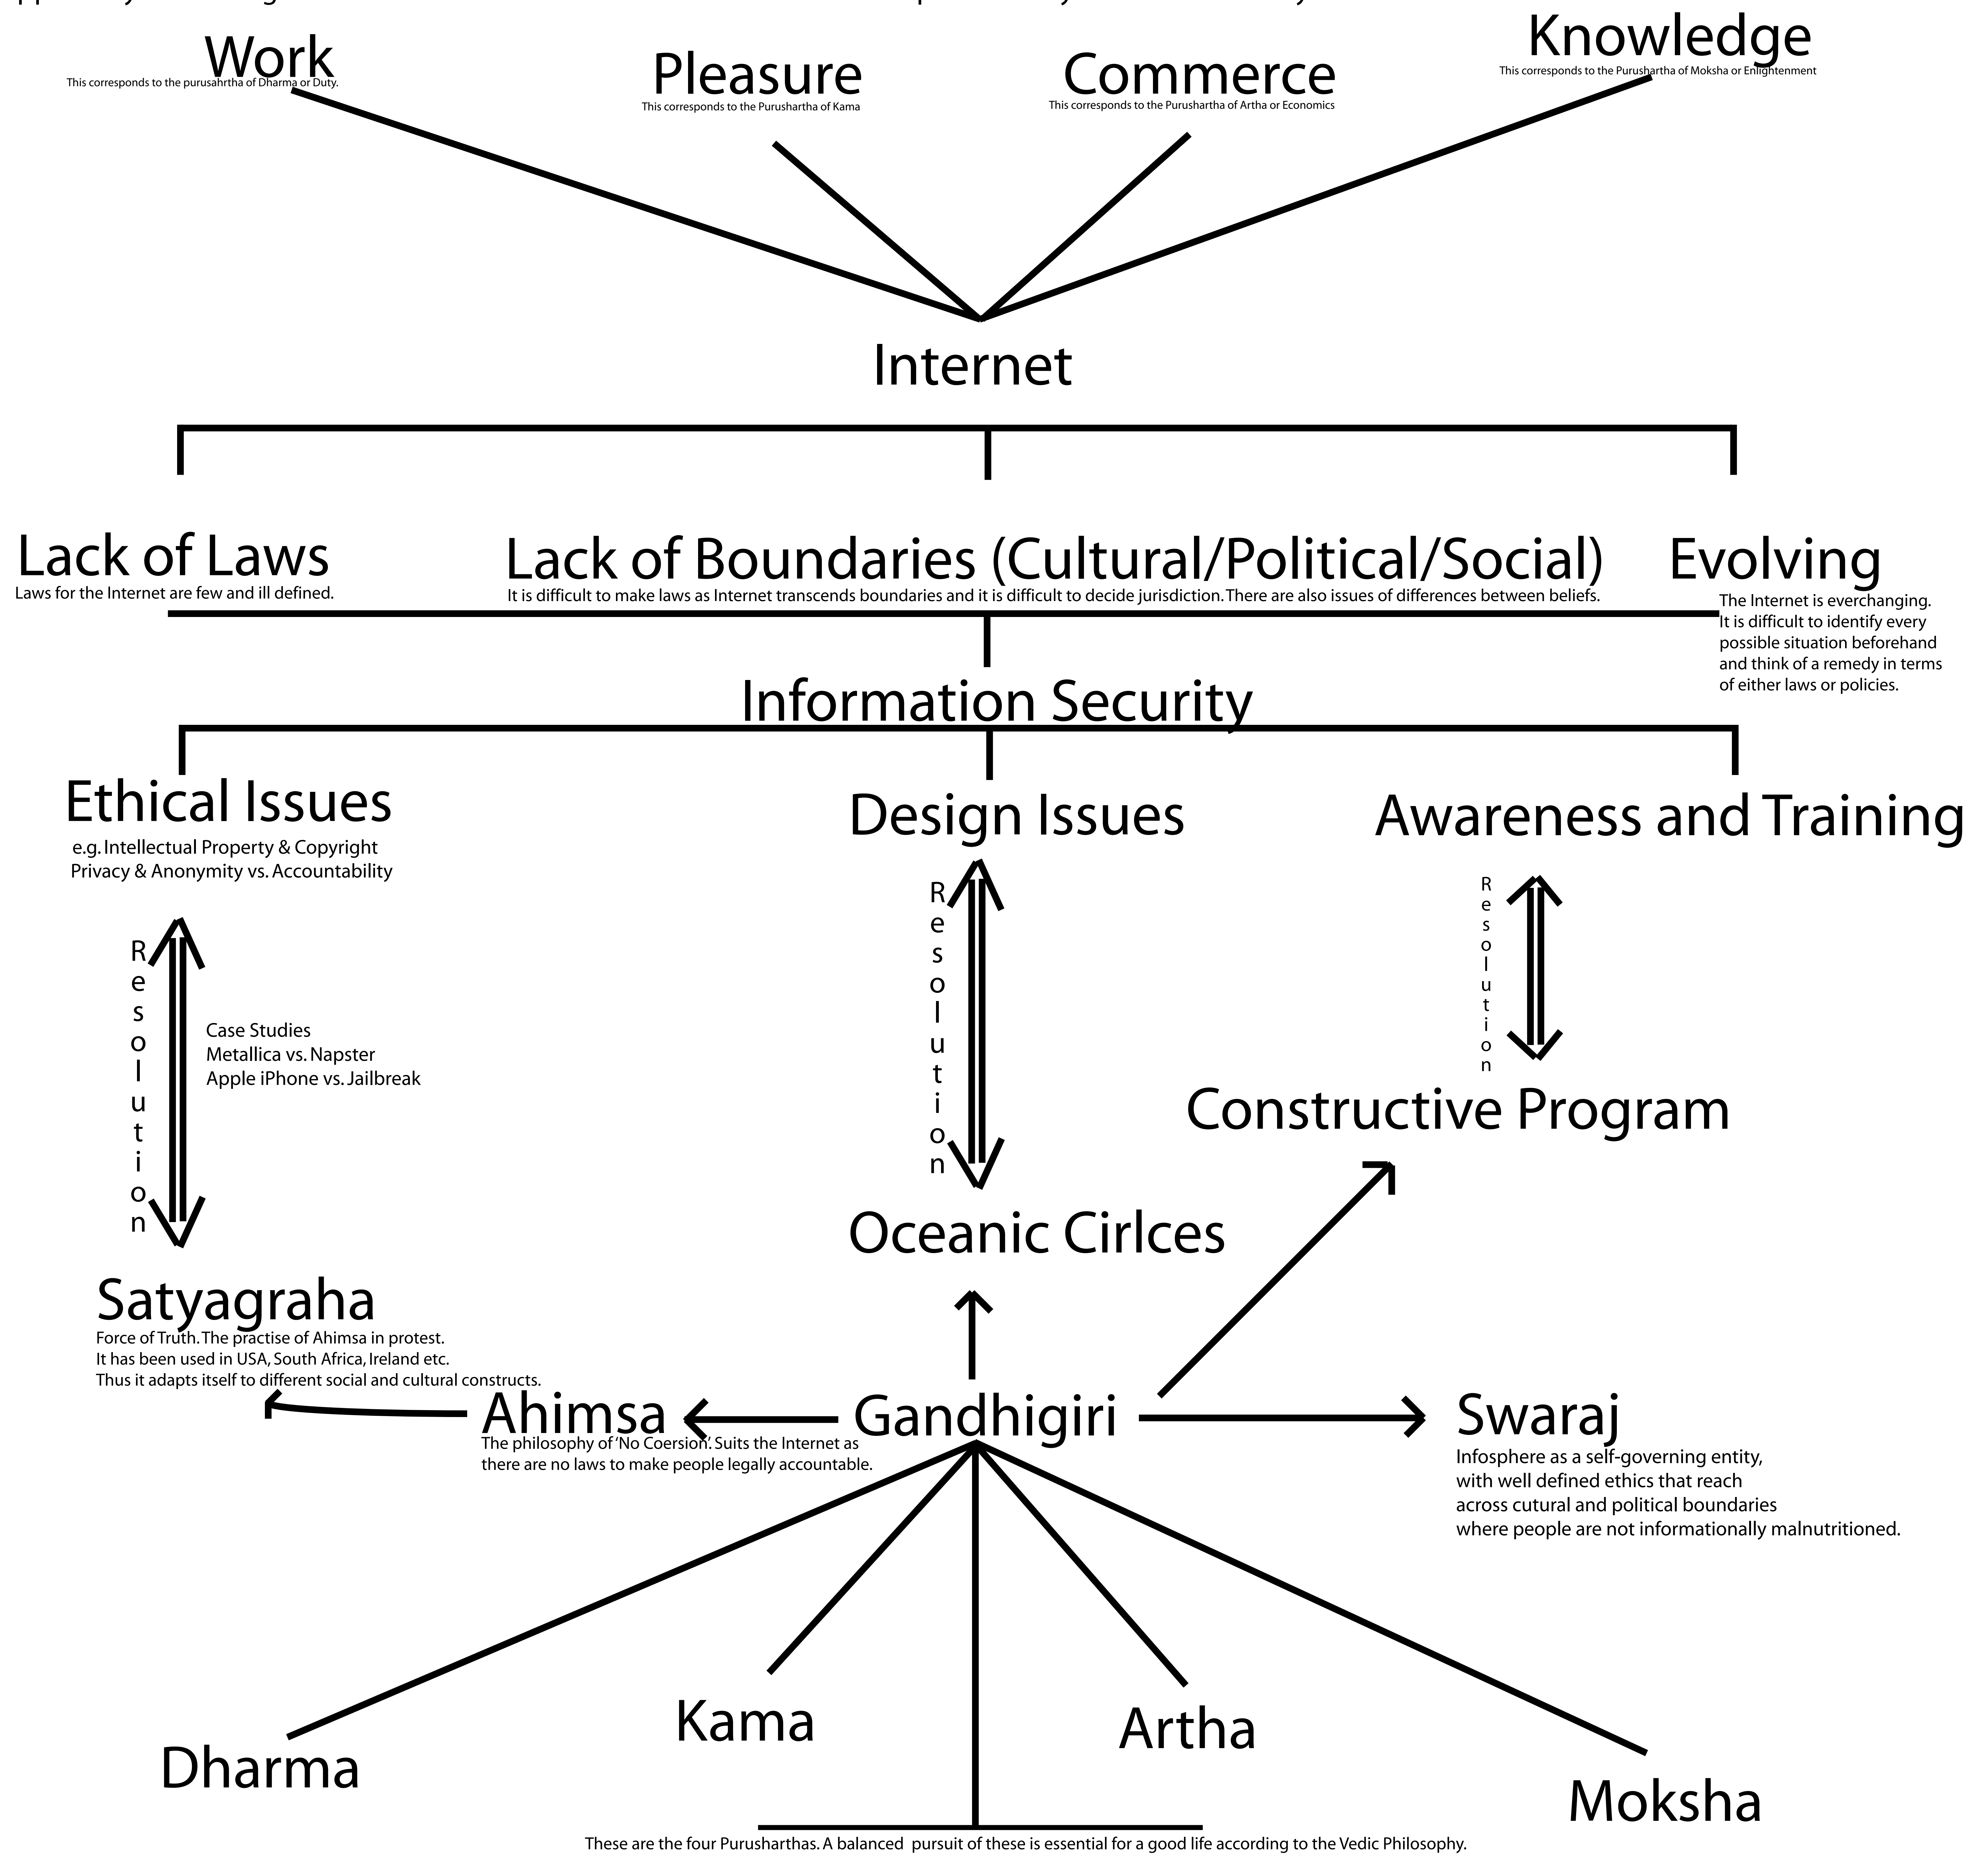 Work
This corresponds to the purusahrtha of Dharma or Duty.
Pleasure
This corresponds to the Purushartha of Kama
Commerce
This corresponds to the Purushartha of Artha or Economics
Knowledge
This corresponds to the Purushartha of Moksha or Enlightenment
Internet
Lack of Laws
Laws for the Internet are few and ill defined.
Lack of Boundaries (Cultural/Political/Social)
It is difficult to make laws as Internet transcends boundaries and it is difficult to decide jurisdiction. There are also issues of differences between beliefs.
Evolving
The Internet is everchanging.
It is difficult to identify every
possible situation beforehand
and think of a remedy in terms
of either laws or policies.
Information Security
Ethical Issues
e.g. Intellectual Property & Copyright
Privacy & Anonymity vs. Accountability
Design Issues
Awareness and Training
Resolution
Case Studies
Metallica vs. Napster
Apple iPhone vs. Jailbreak
Resolution
Resolution
Constructive Program
Oceanic Cirlces
Satyagraha
Force of Truth. The practise of Ahimsa in protest.
It has been used in USA, South Africa, Ireland etc.
Thus it adapts itself to different social and cultural constructs.
Ahimsa
The philosophy of 'No Coersion'. Suits the Internet as
there are no laws to make people legally accountable.
Gandhigiri
Swaraj
Infosphere as a self-governing entity,
with well defined ethics that reach
across cutural and political boundaries
where people are not informationally malnutritioned.
Dharma
Kama
Artha
Moksha
These are the four Purusharthas. A balanced  pursuit of these is essential for a good life according to the Vedic Philosophy.